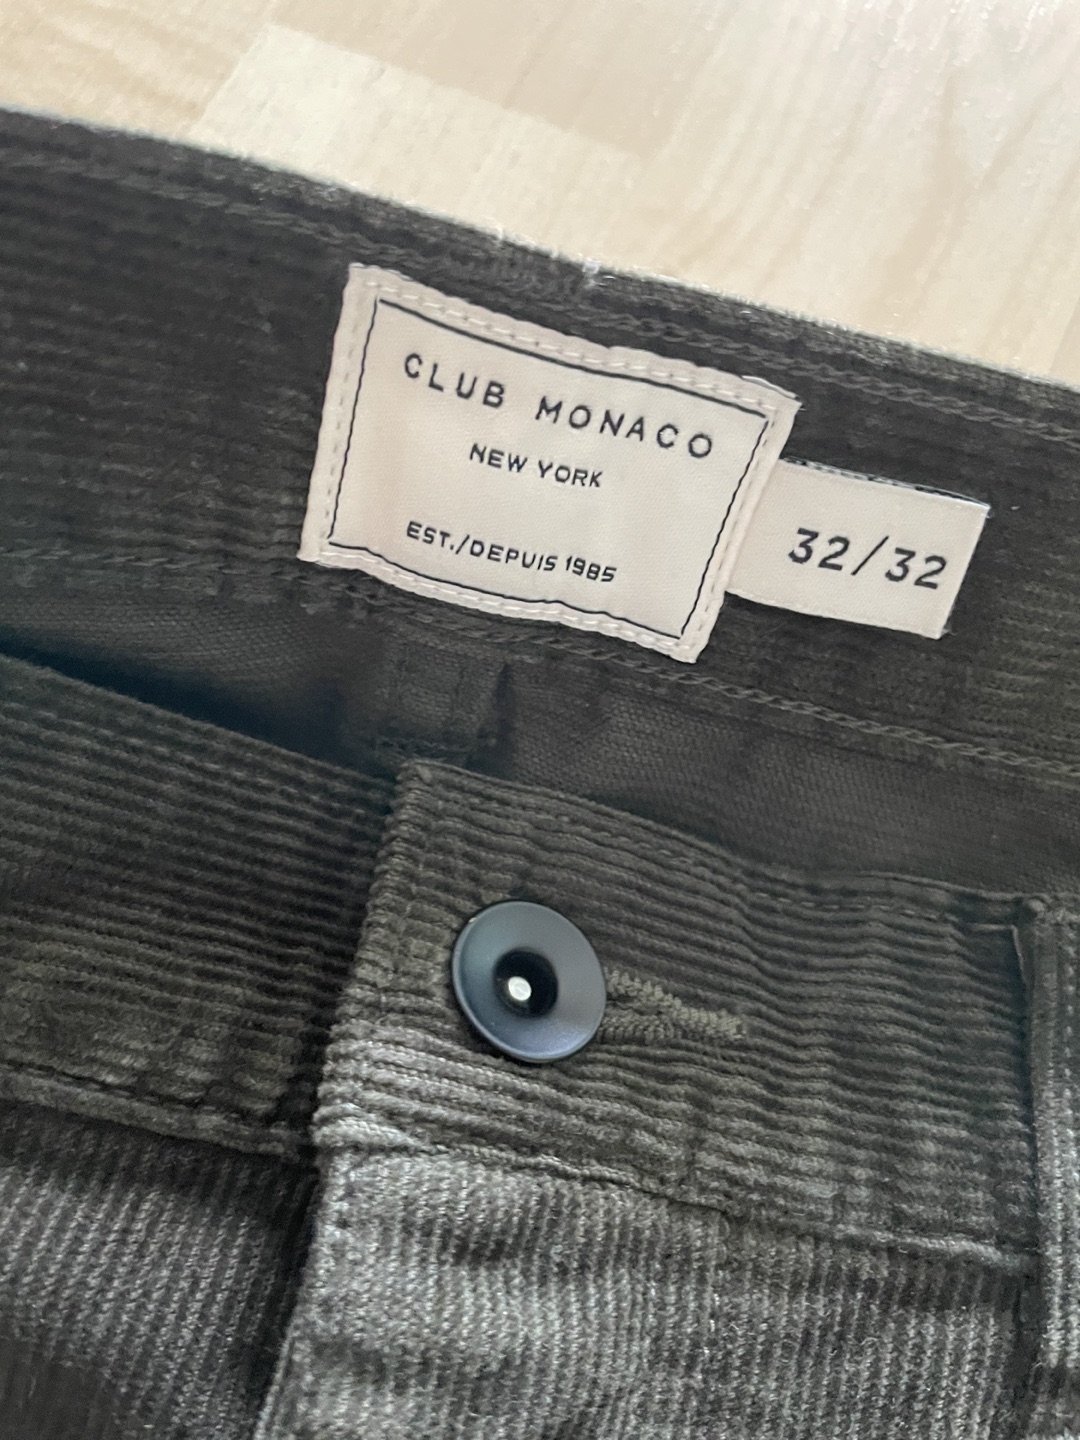 CLUB MONACO
NEW YORK
EST./DEPUIS 1985
32/32